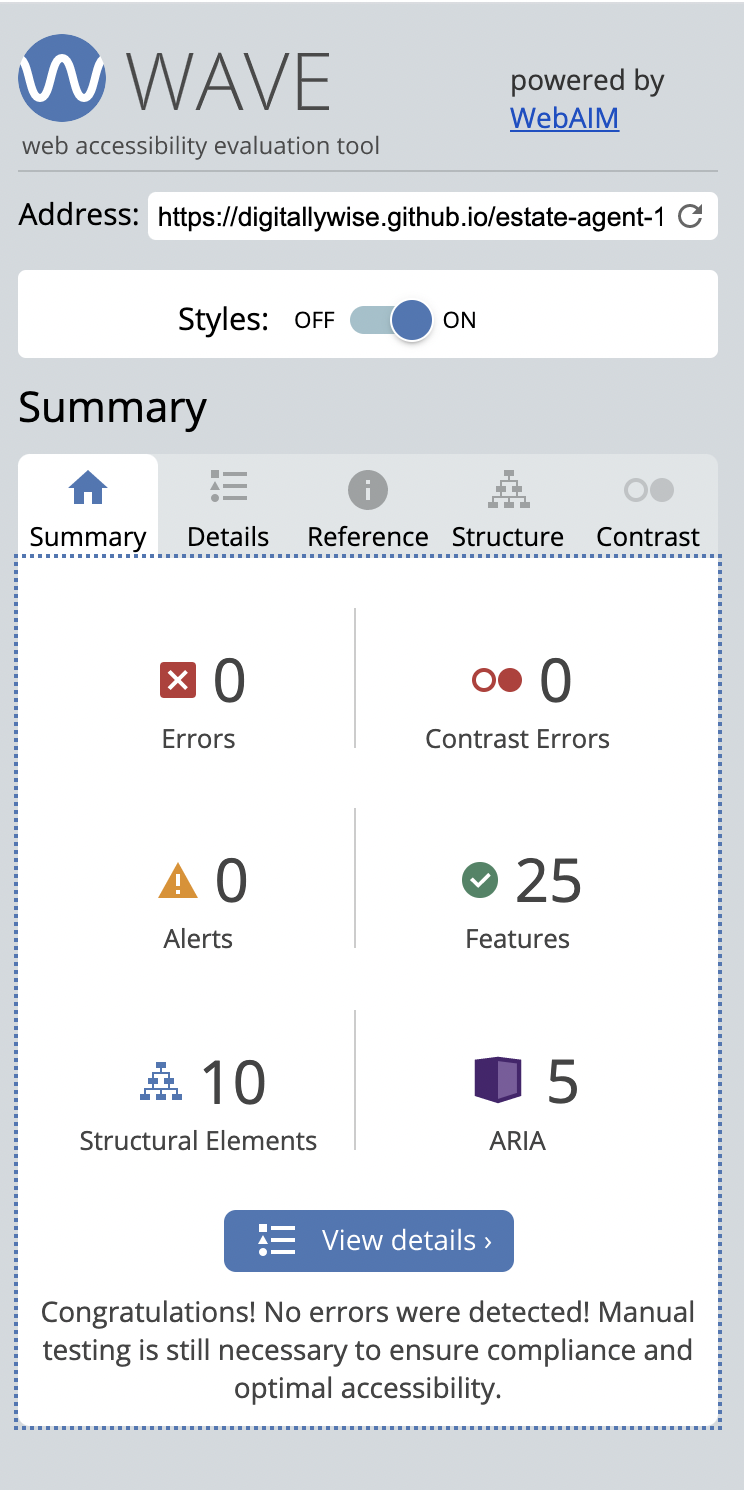 WAVE
powered by
WebAIM
web accessibility evaluation tool
Address: https://digitallywise.github.io/estate-agent-1
Styles: OFF ON
Summary
Summary Details Reference Structure Contrast
0 0
Errors Contrast Errors
0 25
Alerts Features
10 5
Structural Elements ARIA
View details ›
Congratulations! No errors were detected! Manual
testing is still necessary to ensure compliance and
optimal accessibility.